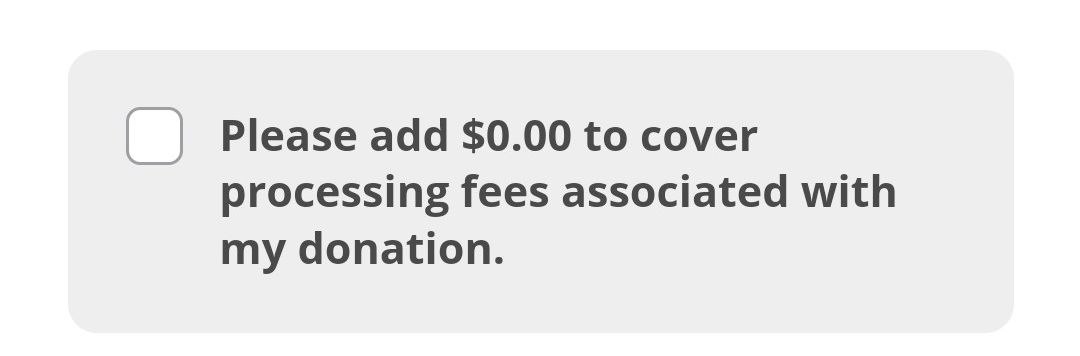 Please add $0.00 to cover
processing fees associated with
my donation.